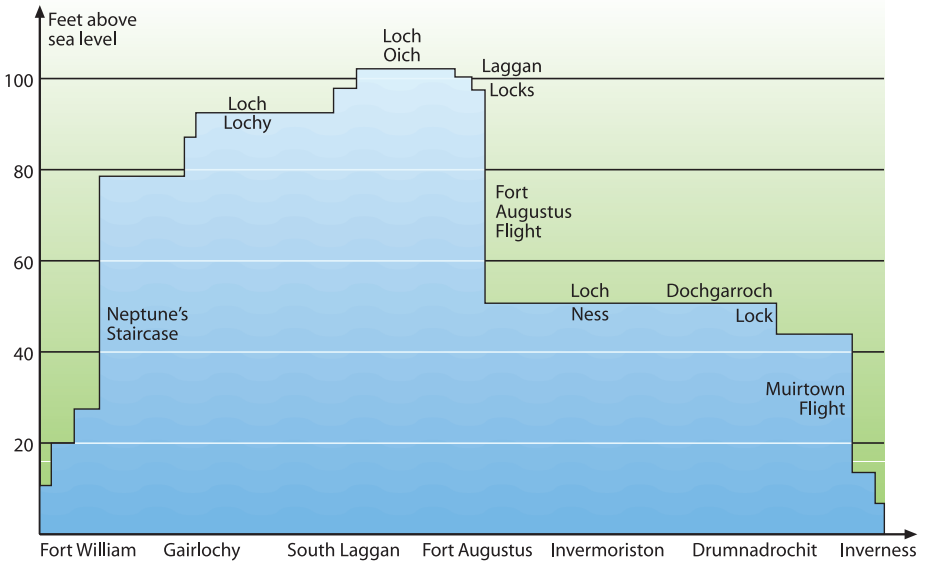 Feet above
sea level
100
80
60
40
20
Loch
Oich
Laggan
Locks
Loch
Lochy
Fort
Augustus
Flight
Neptune's
Staircase
Loch
Ness
Dochgarroch
Lock
Muirtown
Flight
Fort William
Gairlochy
South Laggan
Fort Augustus
Invermoriston
Drumnadrochit
Inverness